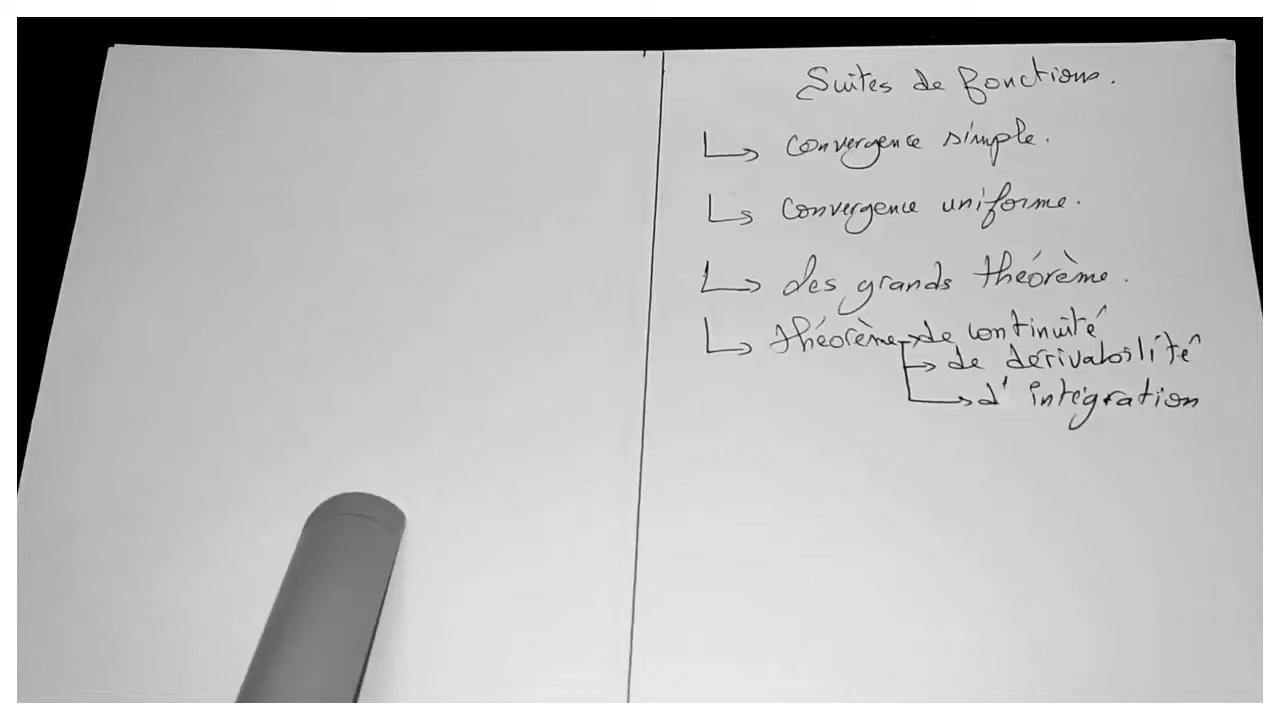 Suites de fonctions.
↳ convergence simple.
↳ convergence uniforme.
↳ des grands théorème.
↳ théorème → de continuité
→ de dérivabilité
→ d'intégration